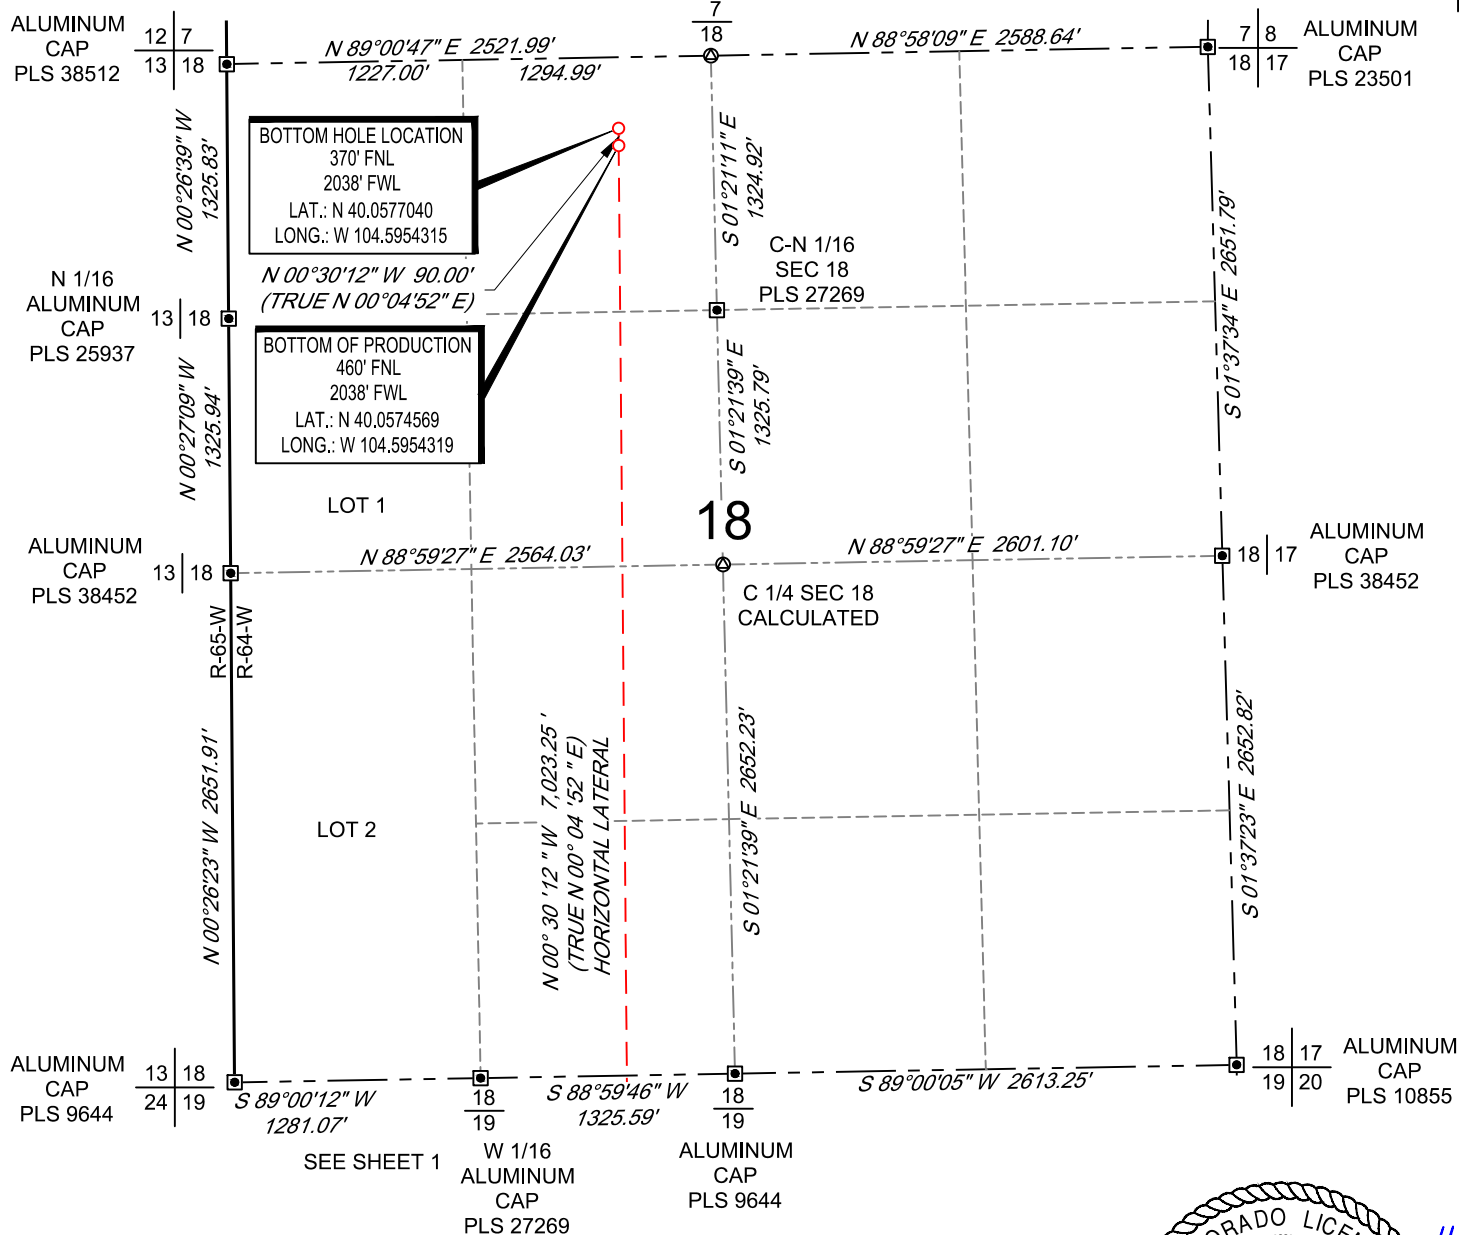 ALUMINUM
CAP
PLS 38512
12 7
13 18
N 89°00'47" E 2521.99'
1227.00' 1294.99'
7
18
N 88°58'09" E 2588.64'
7 8
18 17
ALUMINUM
CAP
PLS 23501
N 00°26'39" W
1325.83'
BOTTOM HOLE LOCATION
370' FNL
2038' FWL
LAT.: N 40.0577040
LONG.: W 104.5954315
S 01°21'11" E
1324.92'
S 01°37'34" E 2651.79'
N 00°30'12" W 90.00'
(TRUE N 00°04'52" E)
C-N 1/16
SEC 18
PLS 27269
N 1/16
ALUMINUM
CAP
PLS 25937
13 18
BOTTOM OF PRODUCTION
460' FNL
2038' FWL
LAT.: N 40.0574569
LONG.: W 104.5954319
N 00°27'09" W
1325.94'
S 01°21'39" E
1325.79'
LOT 1
18
ALUMINUM
CAP
PLS 38452
13 18
N 88°59'27" E 2564.03'
N 88°59'27" E 2601.10'
18 17
ALUMINUM
CAP
PLS 38452
C 1/4 SEC 18
CALCULATED
R-65-W
R-64-W
N 00°26'23" W 2651.91'
LOT 2
N 00° 30 '12 " W 7,023.25 '
(TRUE N 00° 04 '52 " E)
HORIZONTAL LATERAL
S 01°21'39" E 2652.23'
S 01°37'23" E 2652.82'
ALUMINUM
CAP
PLS 9644
13 18
24 19
S 89°00'12" W
1281.07'
18
19
S 88°59'46" W
1325.59'
18
19
S 89°00'05" W 2613.25'
18 17
19 20
ALUMINUM
CAP
PLS 10855
SEE SHEET 1
W 1/16
ALUMINUM
CAP
PLS 27269
ALUMINUM
CAP
PLS 9644